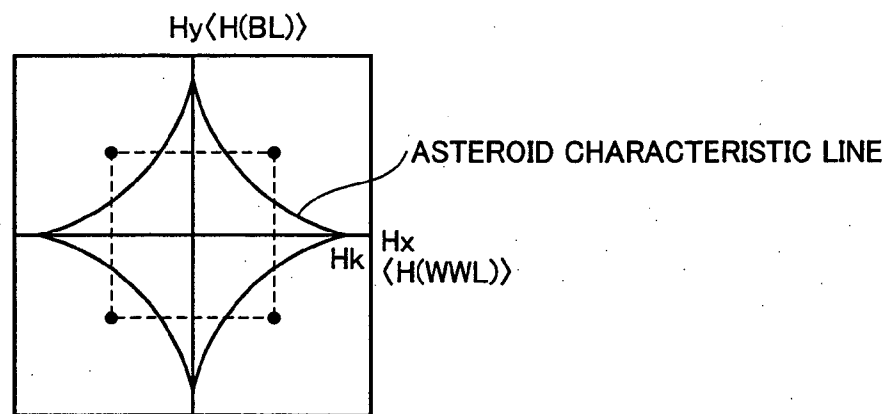 Hy〈H(BL)〉
ASTEROID CHARACTERISTIC LINE
Hk
Hx
〈H(WWL)〉